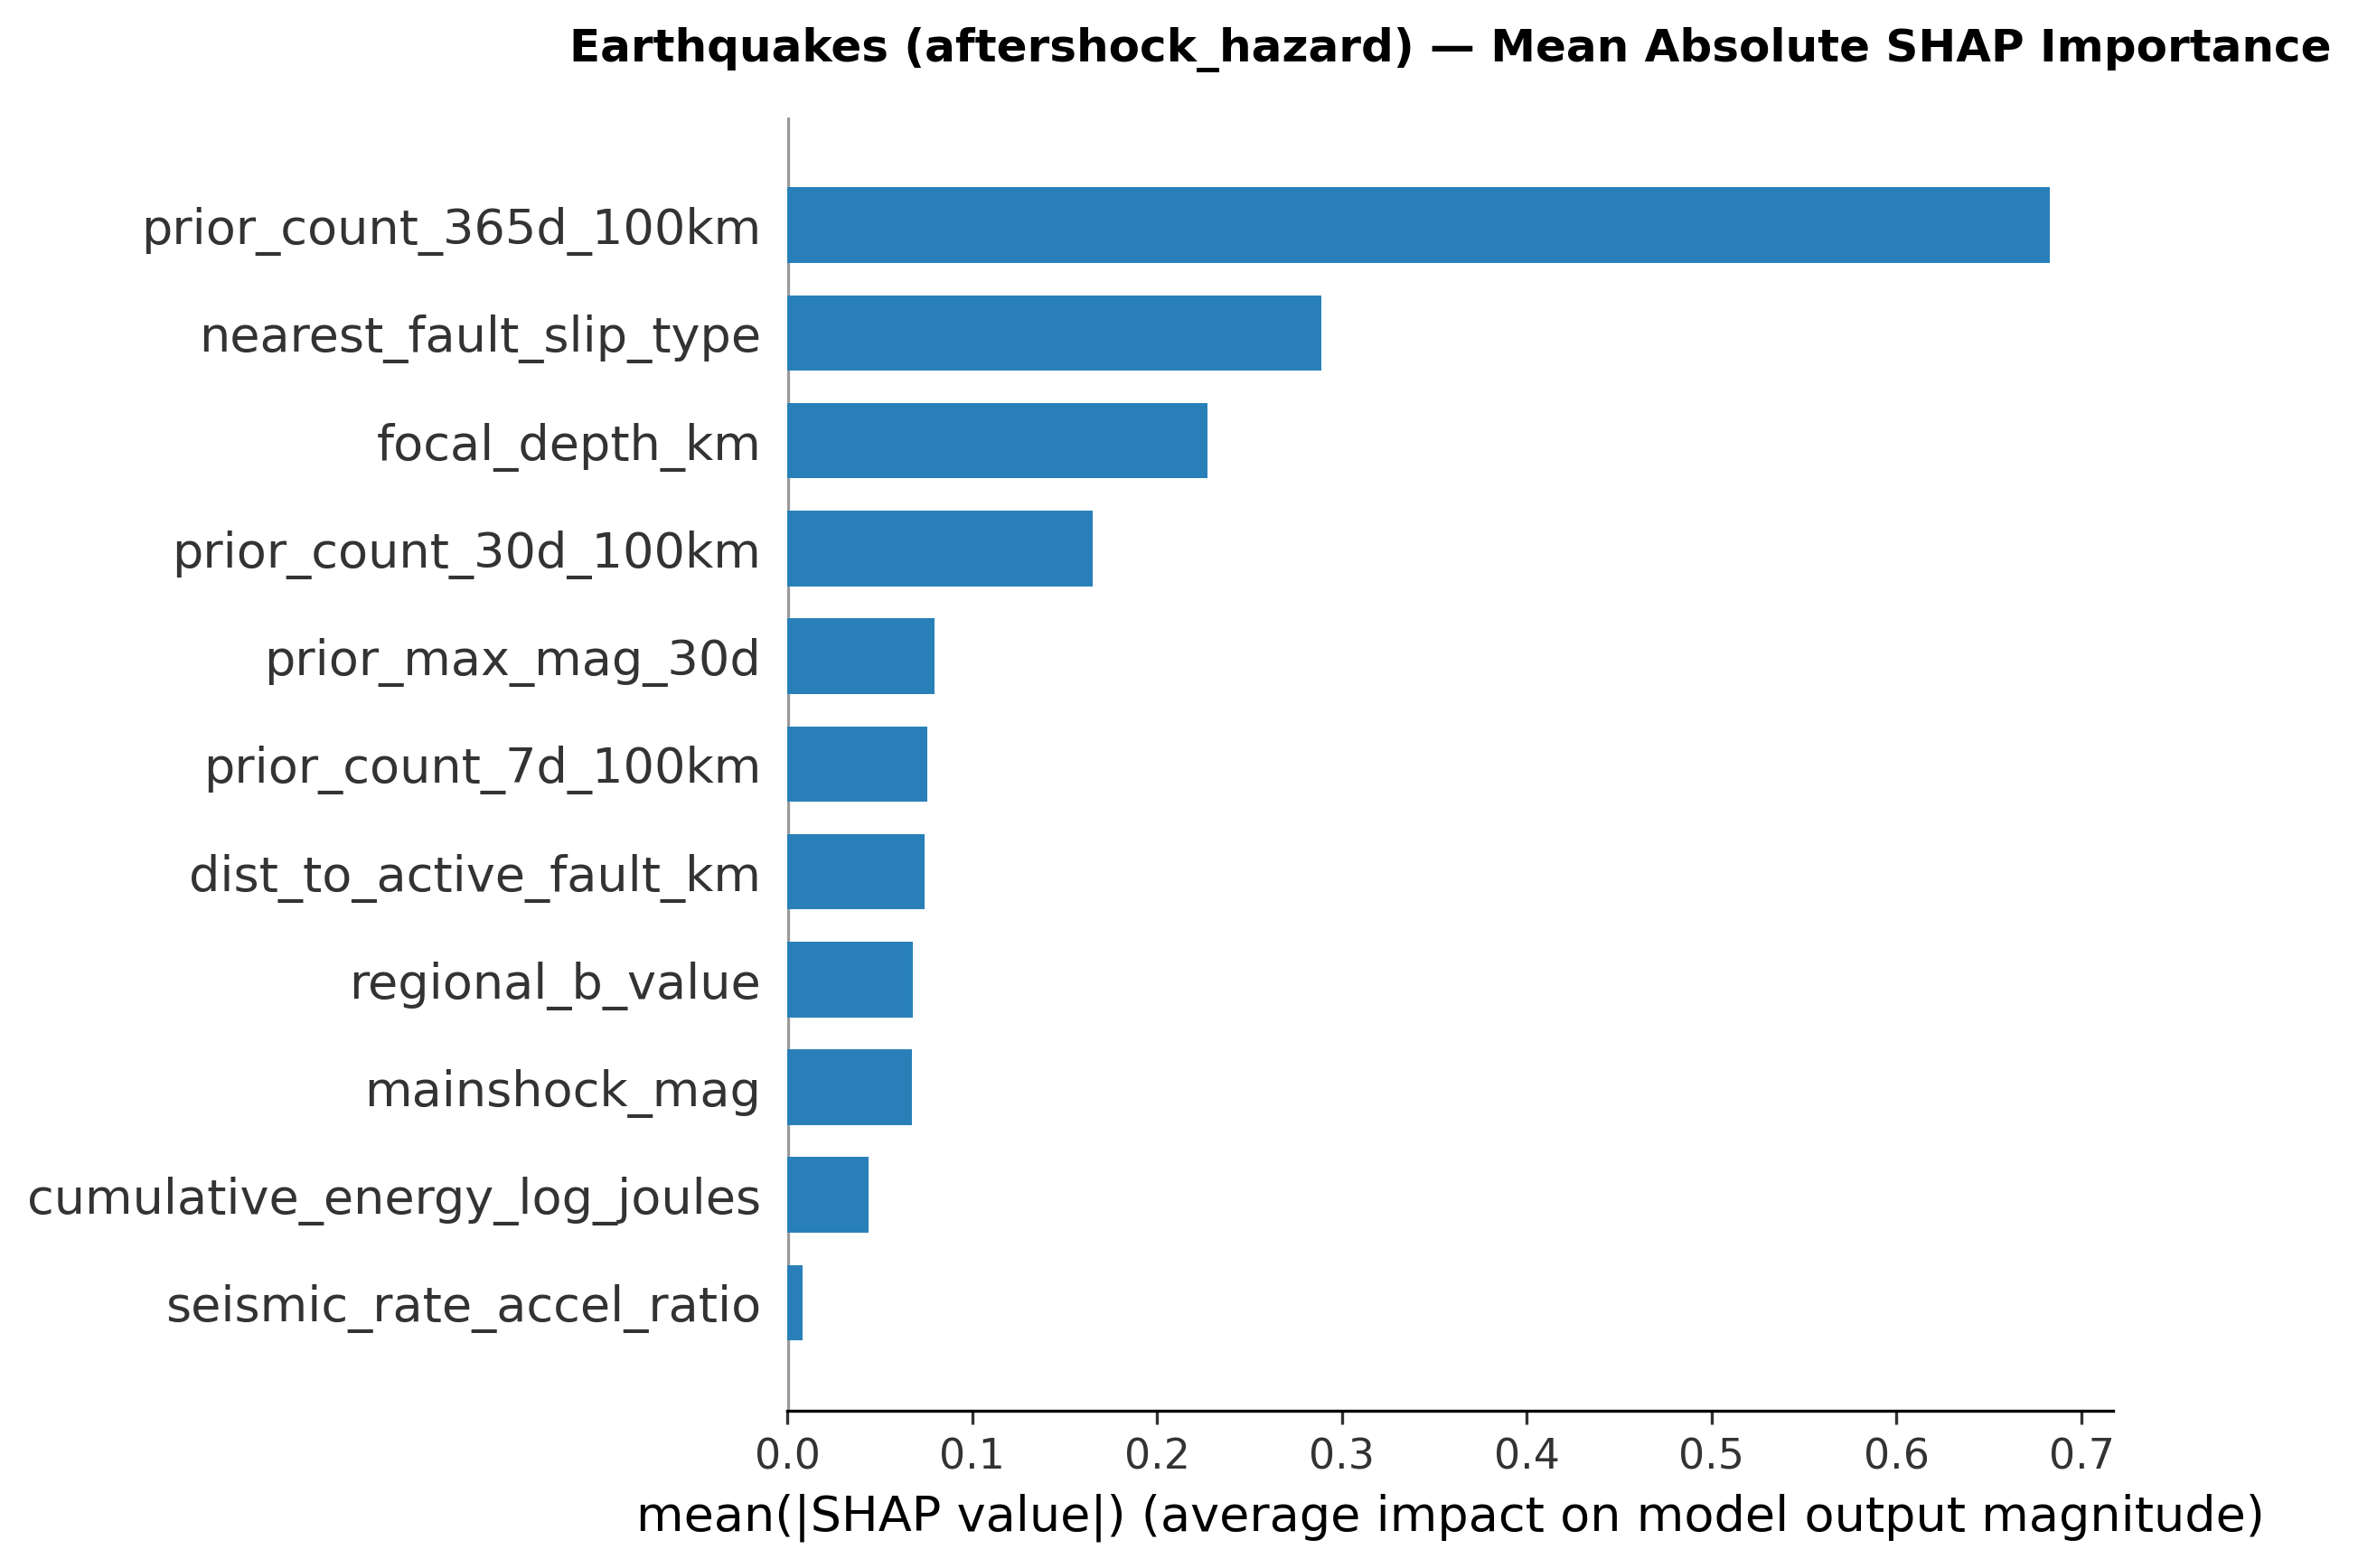 Earthquakes (aftershock_hazard) — Mean Absolute SHAP Importance
prior_count_365d_100km
nearest_fault_slip_type
focal_depth_km
prior_count_30d_100km
prior_max_mag_30d
prior_count_7d_100km
dist_to_active_fault_km
regional_b_value
mainshock_mag
cumulative_energy_log_joules
seismic_rate_accel_ratio
0.0 0.1 0.2 0.3 0.4 0.5 0.6 0.7
mean(|SHAP value|) (average impact on model output magnitude)